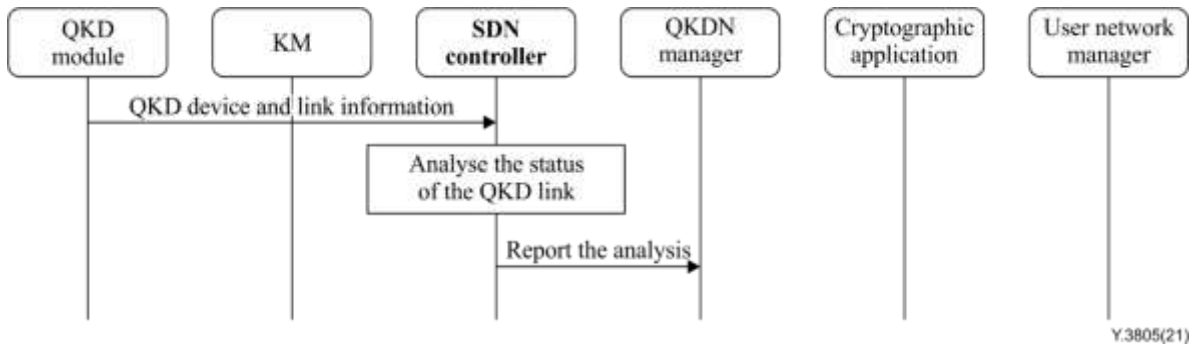 QKD
module
KM
SDN
controller
QKDN
manager
Cryptographic
application
User network
manager
QKD device and link information
Analyse the status
of the QKD link
Report the analysis
Y.3805(21)